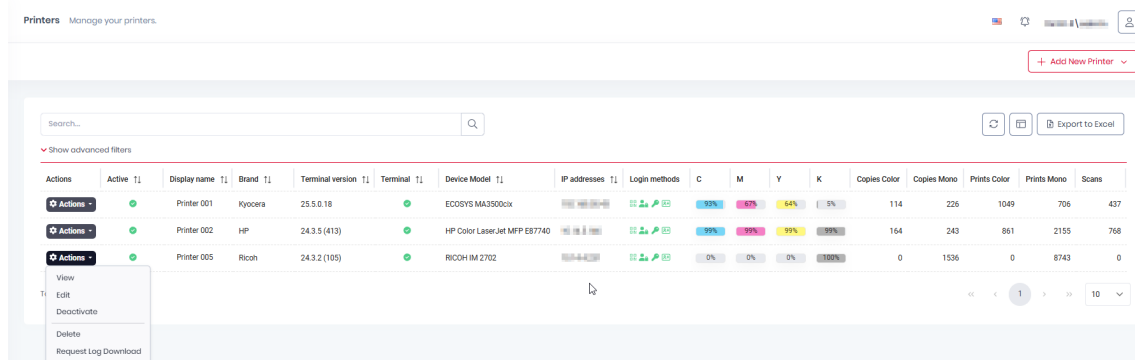 Printers Manage your printers.
+ Add New Printer
Search...
Export to Excel
Show advanced filters
Actions Active Display name Brand Terminal version Terminal Device Model IP addresses Login methods C M Y K Copies Color Copies Mono Prints Color Prints Mono Scans
Actions Printer 001 Kyocera 25.5.0.18 ECOSYS MA3500cix 93% 67% 64% 5% 114 226 1049 706 437
Actions Printer 002 HP 24.3.5 (413) HP Color LaserJet MFP E87740 99% 99% 99% 99% 164 243 861 2155 768
Actions Printer 005 Ricoh 24.3.2 (105) RICOH IM 2702 0% 0% 0% 100% 0 1536 0 8743 0
View
Edit
« ‹ 1 › » 10
Deactivate
Delete
Request Log Download